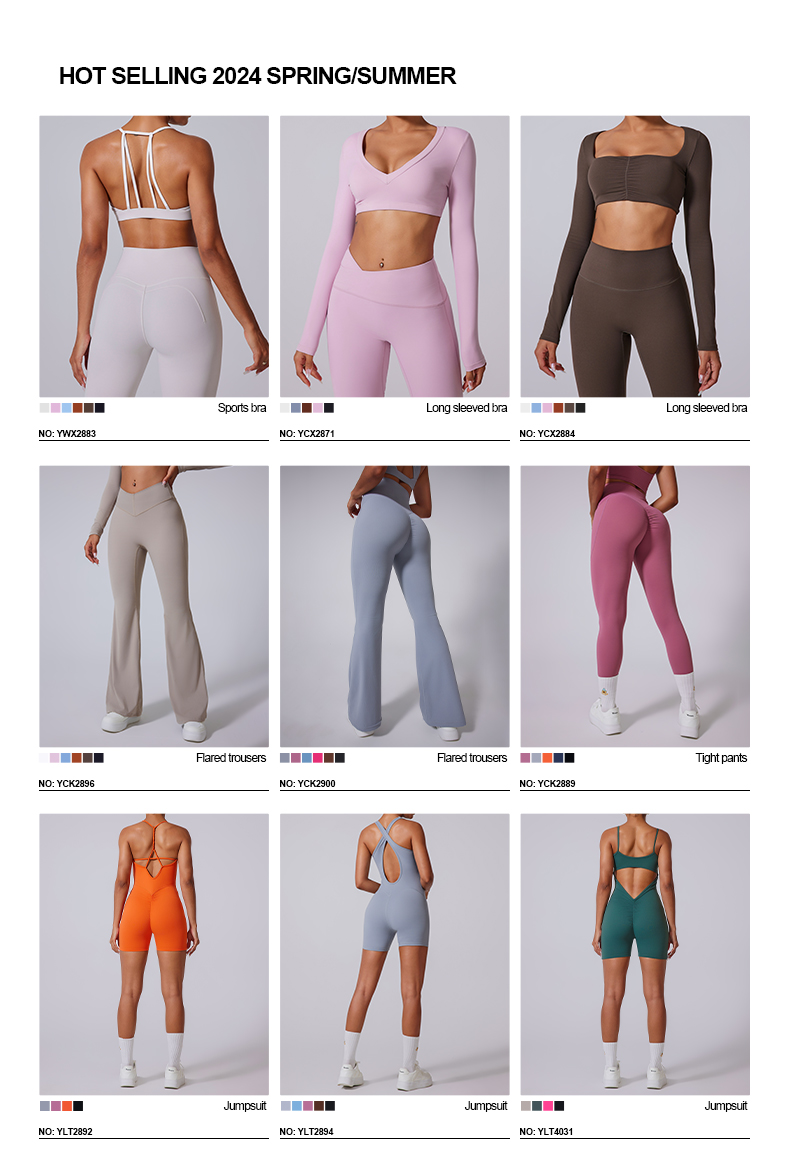 HOT SELLING 2024 SPRING/SUMMER
Sports bra
NO: YWX2883
Long sleeved bra
NO: YCX2871
Long sleeved bra
NO: YCX2884
Flared trousers
NO: YCK2896
Flared trousers
NO: YCK2900
Tight pants
NO: YCK2889
Jumpsuit
NO: YLT2892
Jumpsuit
NO: YLT2894
Jumpsuit
NO: YLT4031